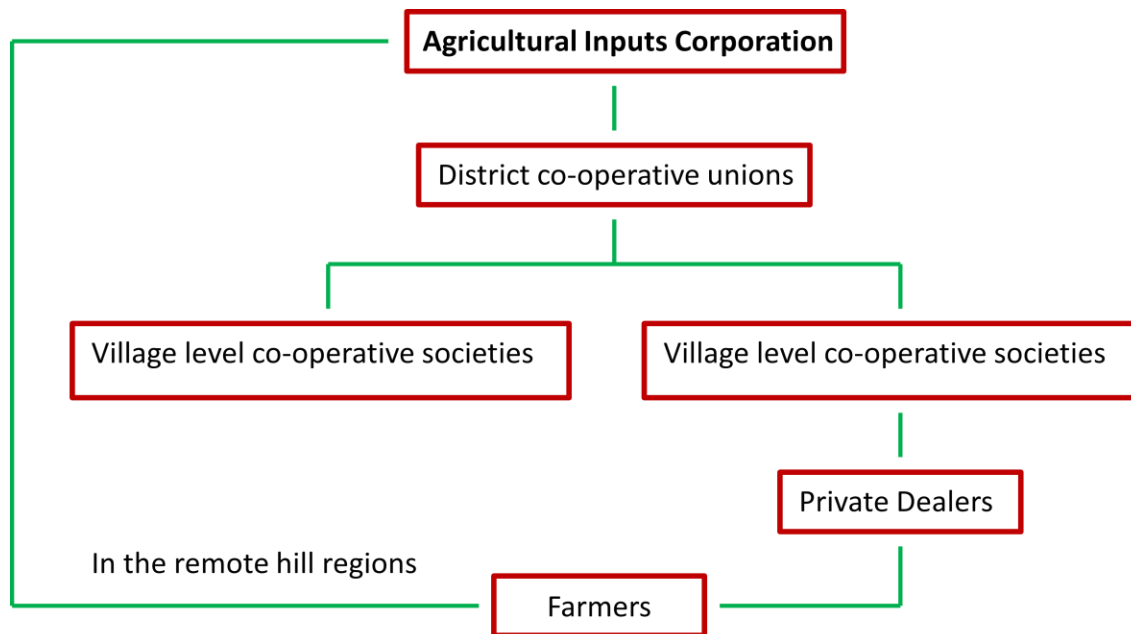 Agricultural Inputs Corporation
District co-operative unions
Village level co-operative societies
Village level co-operative societies
Private Dealers
In the remote hill regions
Farmers